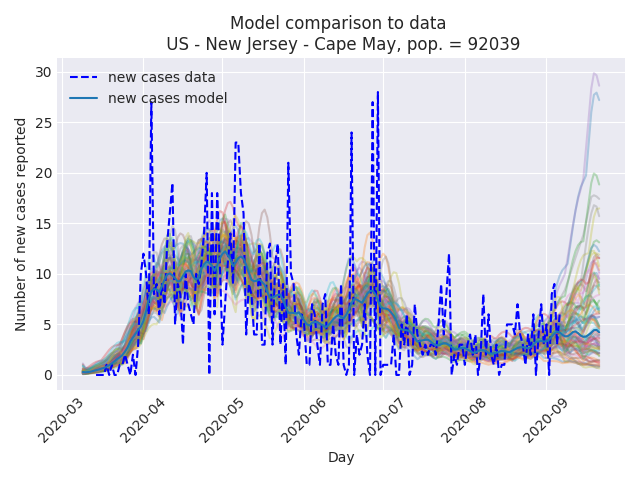 Model comparison to data
US - New Jersey - Cape May, pop. = 92039
new cases data
new cases model
Number of new cases reported
30
25
20
15
10
5
0
2020-03
2020-04
2020-05
2020-06
2020-07
2020-08
2020-09
Day